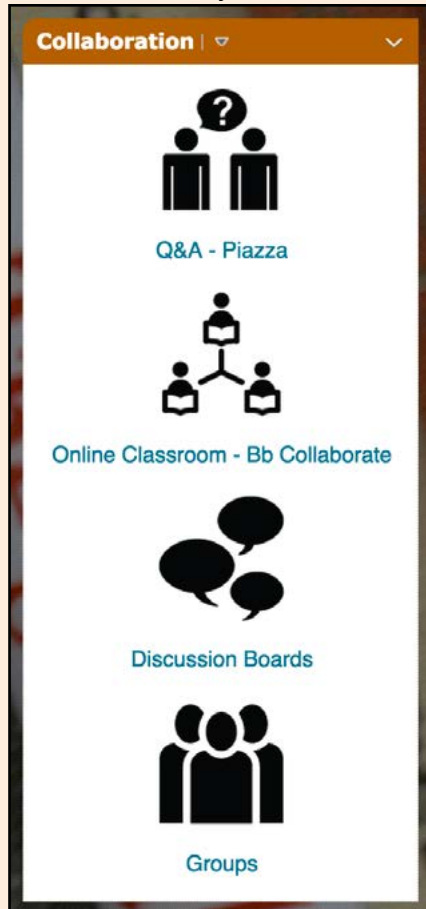 Collaboration
?
Q&A - Piazza
Online Classroom - Bb Collaborate
Discussion Boards
Groups